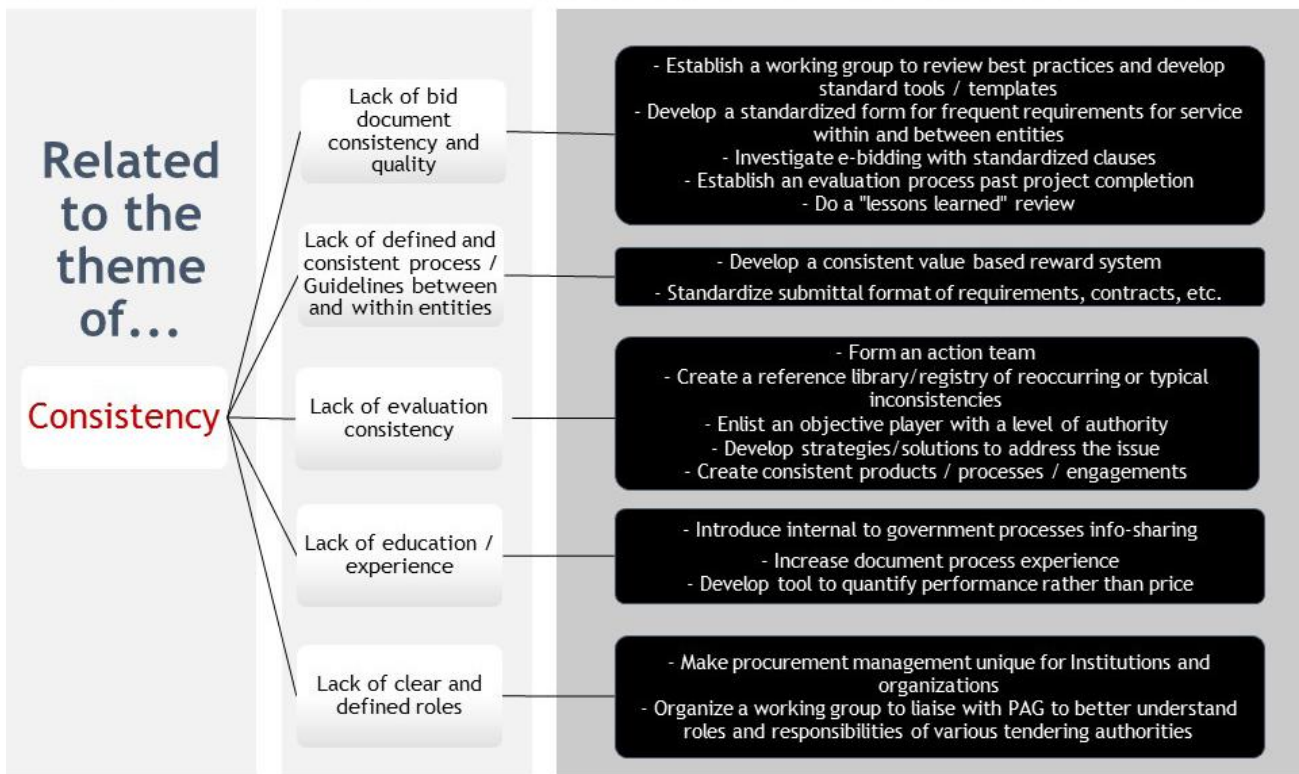 Related
to the
theme
of...
Consistency
Lack of bid
document
consistency and
quality
- Establish a working group to review best practices and develop
standard tools / templates
- Develop a standardized form for frequent requirements for service
within and between entities
- Investigate e-bidding with standardized clauses
- Establish an evaluation process past project completion
- Do a "lessons learned" review
Lack of defined and
consistent process /
Guidelines between
and within entities
- Develop a consistent value based reward system
- Standardize submittal format of requirements, contracts, etc.
Lack of evaluation
consistency
- Form an action team
- Create a reference library/registry of reoccurring or typical
inconsistencies
- Enlist an objective player with a level of authority
- Develop strategies/solutions to address the issue
- Create consistent products / processes / engagements
Lack of education /
experience
- Introduce internal to government processes info-sharing
- Increase document process experience
- Develop tool to quantify performance rather than price
Lack of clear and
defined roles
- Make procurement management unique for Institutions and
organizations
- Organize a working group to liaise with PAG to better understand
roles and responsibilities of various tendering authorities